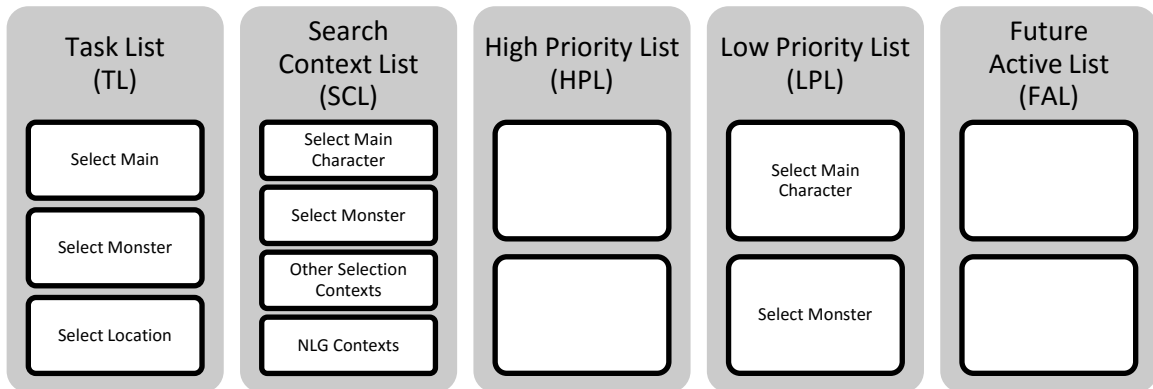 Task List
(TL)
Select Main
Select Monster
Select Location
Search
Context List
(SCL)
Select Main
Character
Select Monster
Other Selection
Contexts
NLG Contexts
High Priority List
(HPL)
Low Priority List
(LPL)
Select Main
Character
Select Monster
Future
Active List
(FAL)